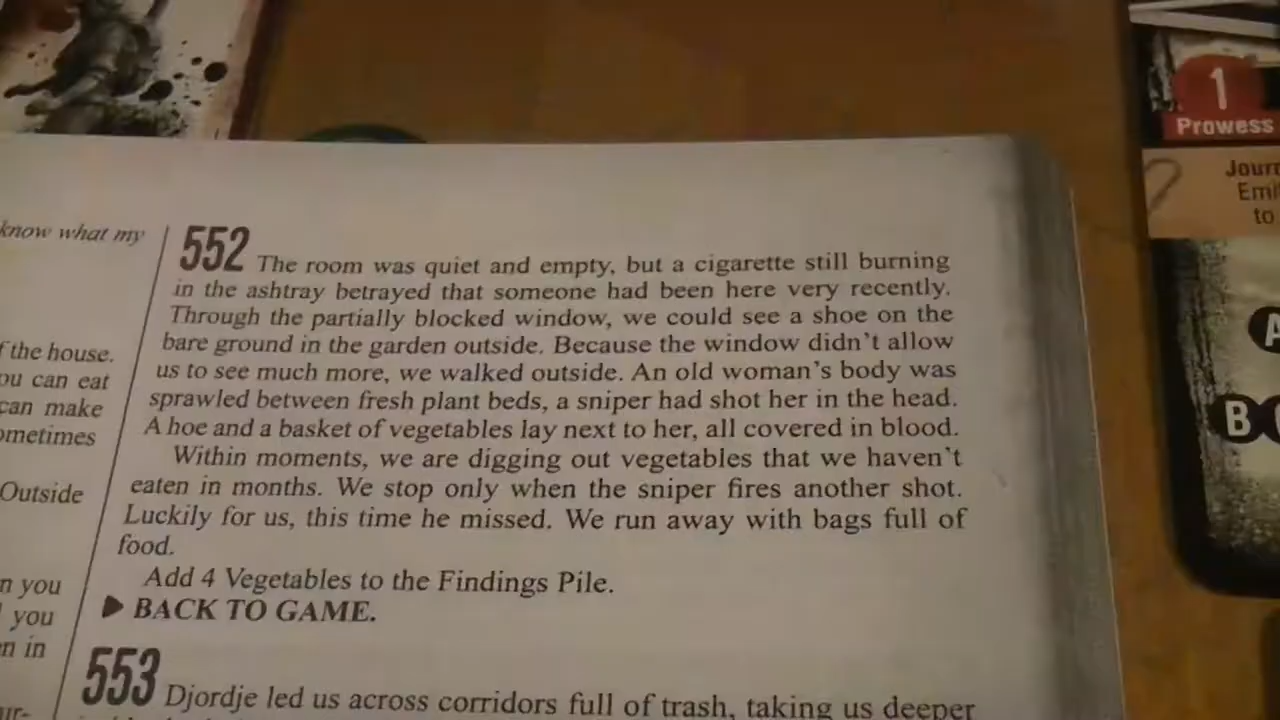 know what my
f the house.
ou can eat
can make
ometimes
Outside
n you
you
n in
ur-
552 The room was quiet and empty, but a cigarette still burning
in the ashtray betrayed that someone had been here very recently.
Through the partially blocked window, we could see a shoe on the
bare ground in the garden outside. Because the window didn't allow
us to see much more, we walked outside. An old woman's body was
sprawled between fresh plant beds, a sniper had shot her in the head.
A hoe and a basket of vegetables lay next to her, all covered in blood.
Within moments, we are digging out vegetables that we haven't
eaten in months. We stop only when the sniper fires another shot.
Luckily for us, this time he missed. We run away with bags full of
food.
Add 4 Vegetables to the Findings Pile.
▶ BACK TO GAME.
553 Djordje led us across corridors full of trash, taking us deeper
1
Prowess
Journ
Emi
to
A
B